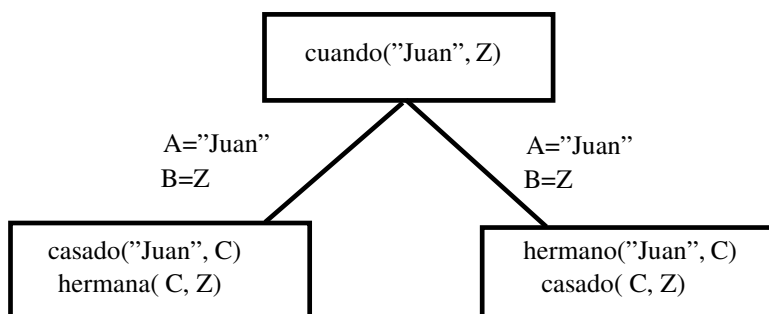 cuando(”Juan”, Z)
A=”Juan”
B=Z
A=”Juan”
B=Z
casado(”Juan”, C)
hermana( C, Z)
hermano(”Juan”, C)
casado( C, Z)